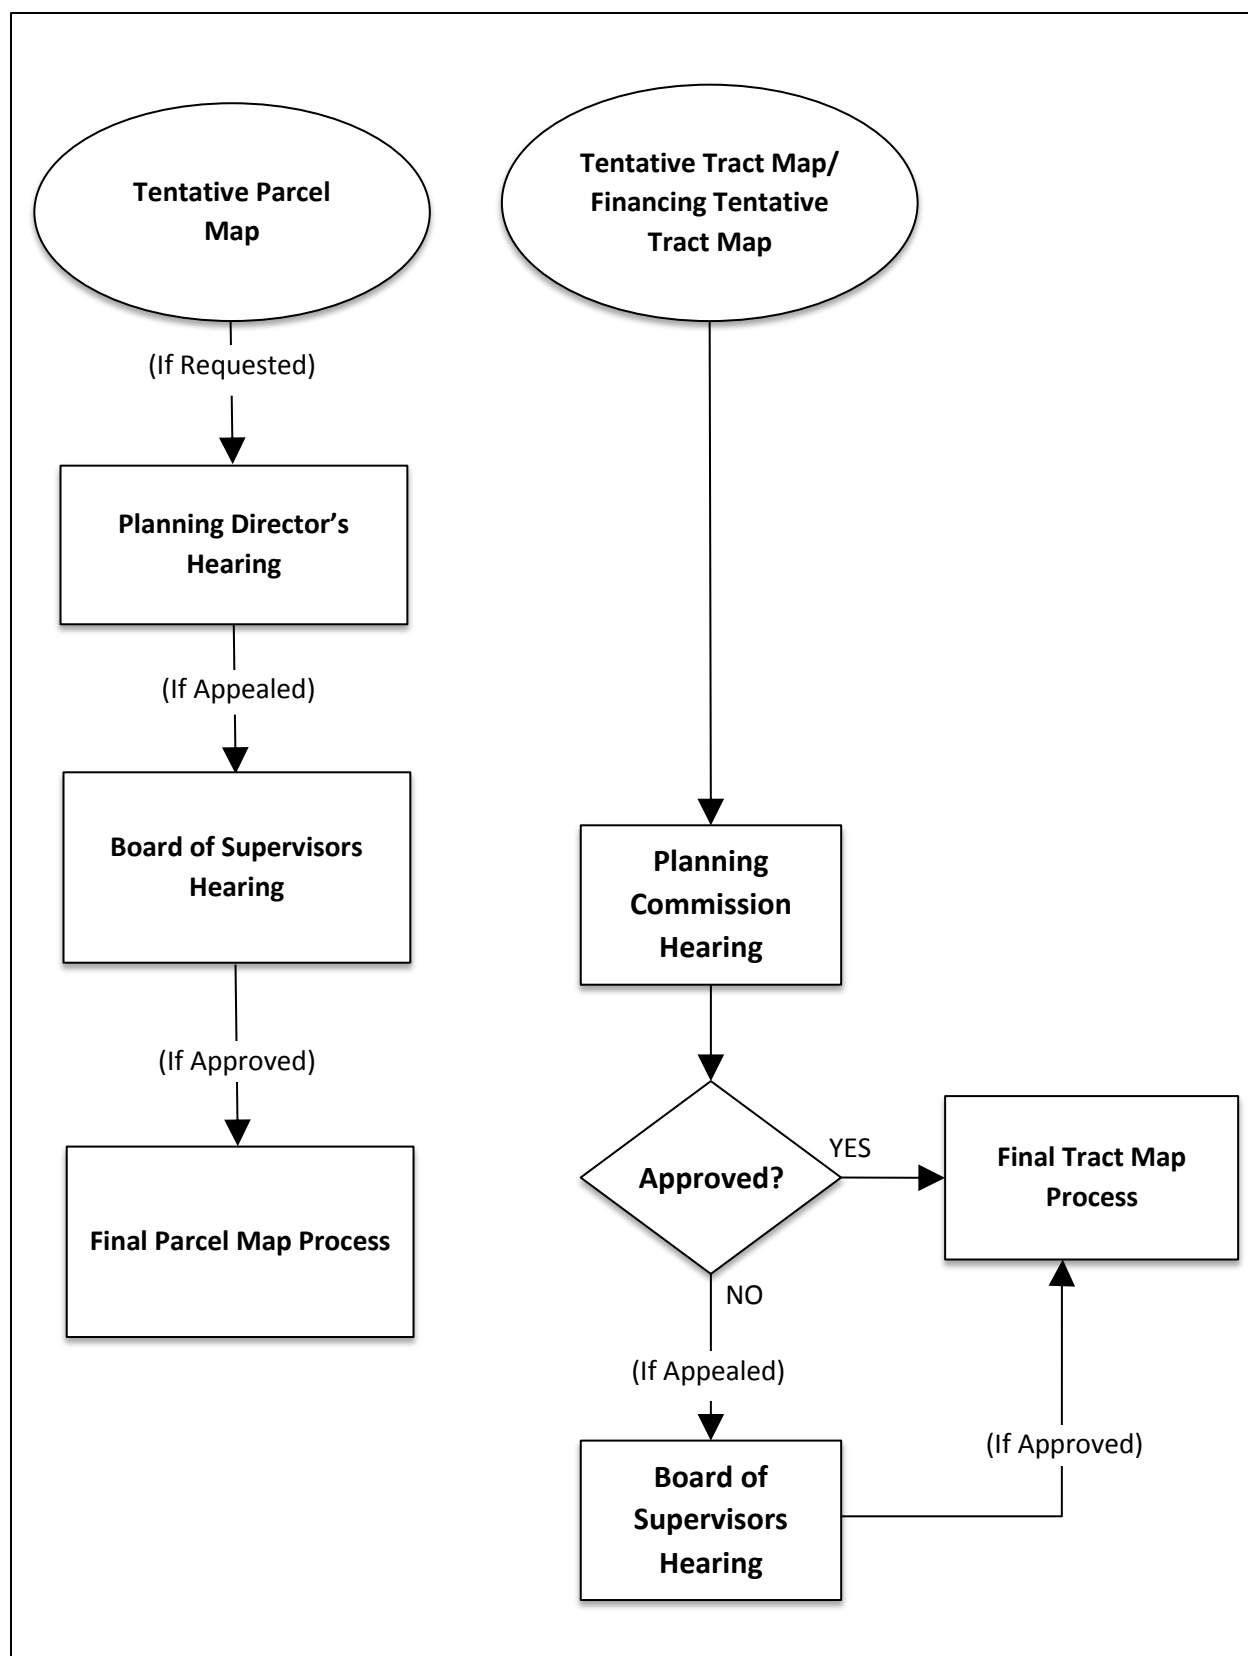 Tentative Parcel
Map
(If Requested)
Planning Director’s
Hearing
(If Appealed)
Board of Supervisors
Hearing
(If Approved)
Final Parcel Map Process
Tentative Tract Map/
Financing Tentative
Tract Map
Planning
Commission
Hearing
Approved?
YES
Final Tract Map
Process
NO
(If Appealed)
Board of
Supervisors
Hearing
(If Approved)